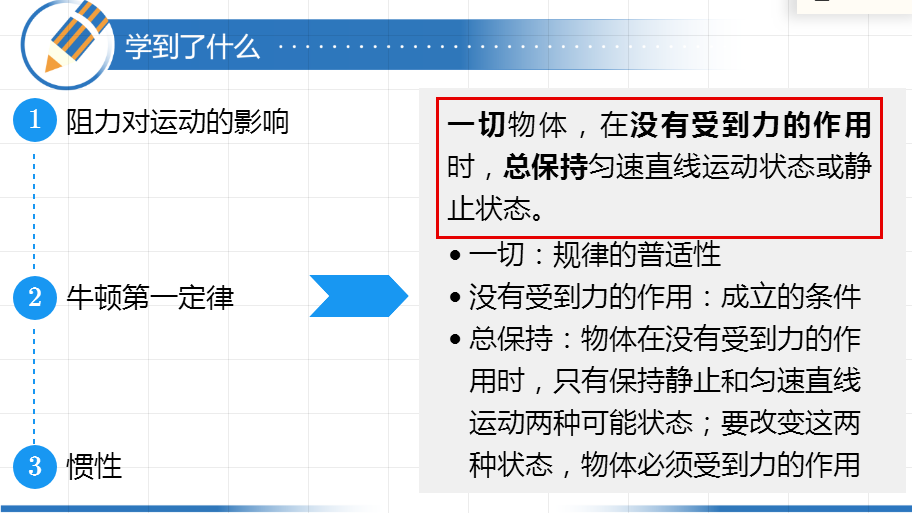 学到了什么
1 阻力对运动的影响
2 牛顿第一定律
3 惯性
一切物体，在没有受到力的作用
时，总保持匀速直线运动状态或静
止状态。
• 一切：规律的普适性
• 没有受到力的作用：成立的条件
• 总保持：物体在没有受到力的作
用时，只有保持静止和匀速直线
运动两种可能状态；要改变这两
种状态，物体必须受到力的作用